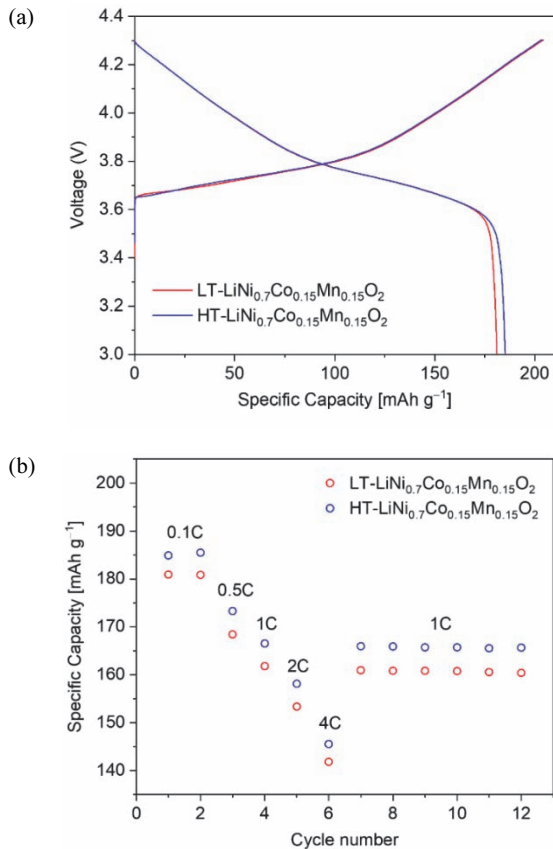 (a)
4.4
4.2
4.0
3.8
3.6
3.4
3.2
3.0
Voltage (V)
LT-LiNi₀.₇Co₀.₁₅Mn₀.₁₅O₂
HT-LiNi₀.₇Co₀.₁₅Mn₀.₁₅O₂
0 50 100 150 200
Specific Capacity [mAh g⁻¹]
(b)
205
200
190
180
170
160
150
140
Specific Capacity [mAh g⁻¹]
LT-LiNi₀.₇Co₀.₁₅Mn₀.₁₅O₂
HT-LiNi₀.₇Co₀.₁₅Mn₀.₁₅O₂
0.1C
0.5C
1C
2C
4C
1C
0 2 4 6 8 10 12
Cycle number